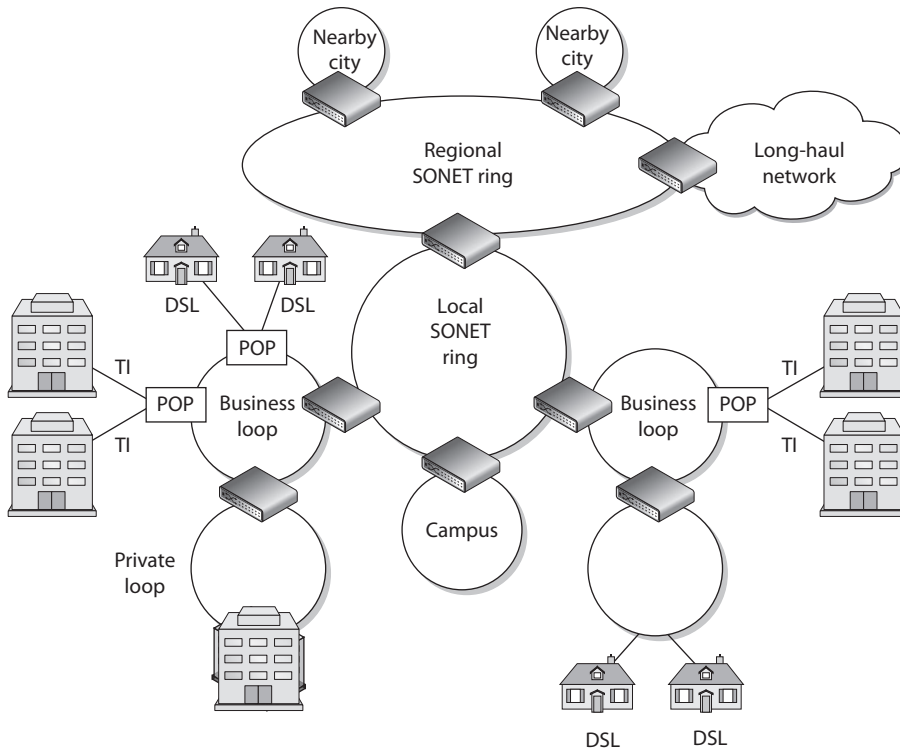 Nearby
city
Nearby
city
Regional
SONET ring
Long-haul
network
DSL
DSL
Local
SONET
ring
POP
TI
POP
TI
Business
loop
Business
loop
POP
TI
TI
Campus
Private
loop
DSL
DSL